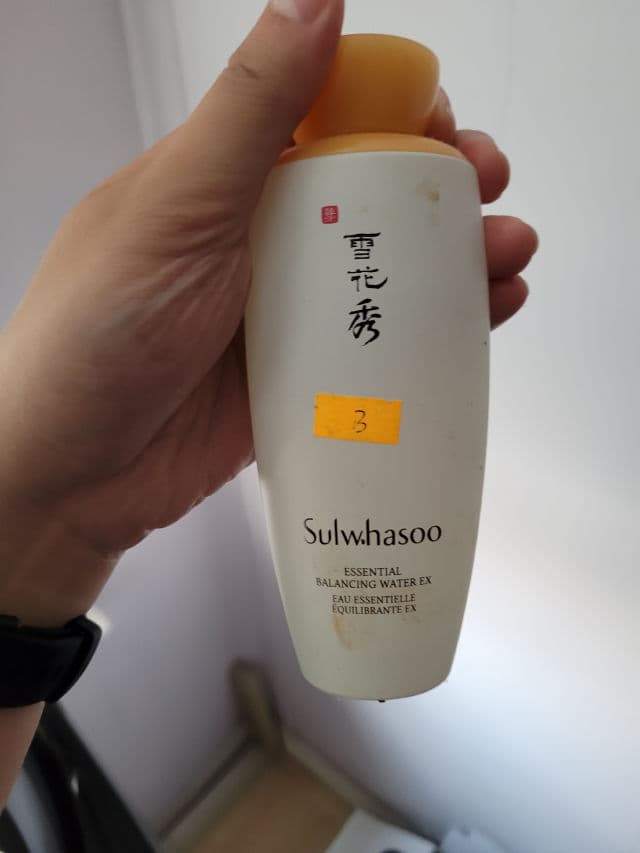 雪
花
秀
3
Sulwhasoo
ESSENTIAL
BALANCING WATER EX
EAU ESSENTIELLE
ÉQUILIBRANTE EX